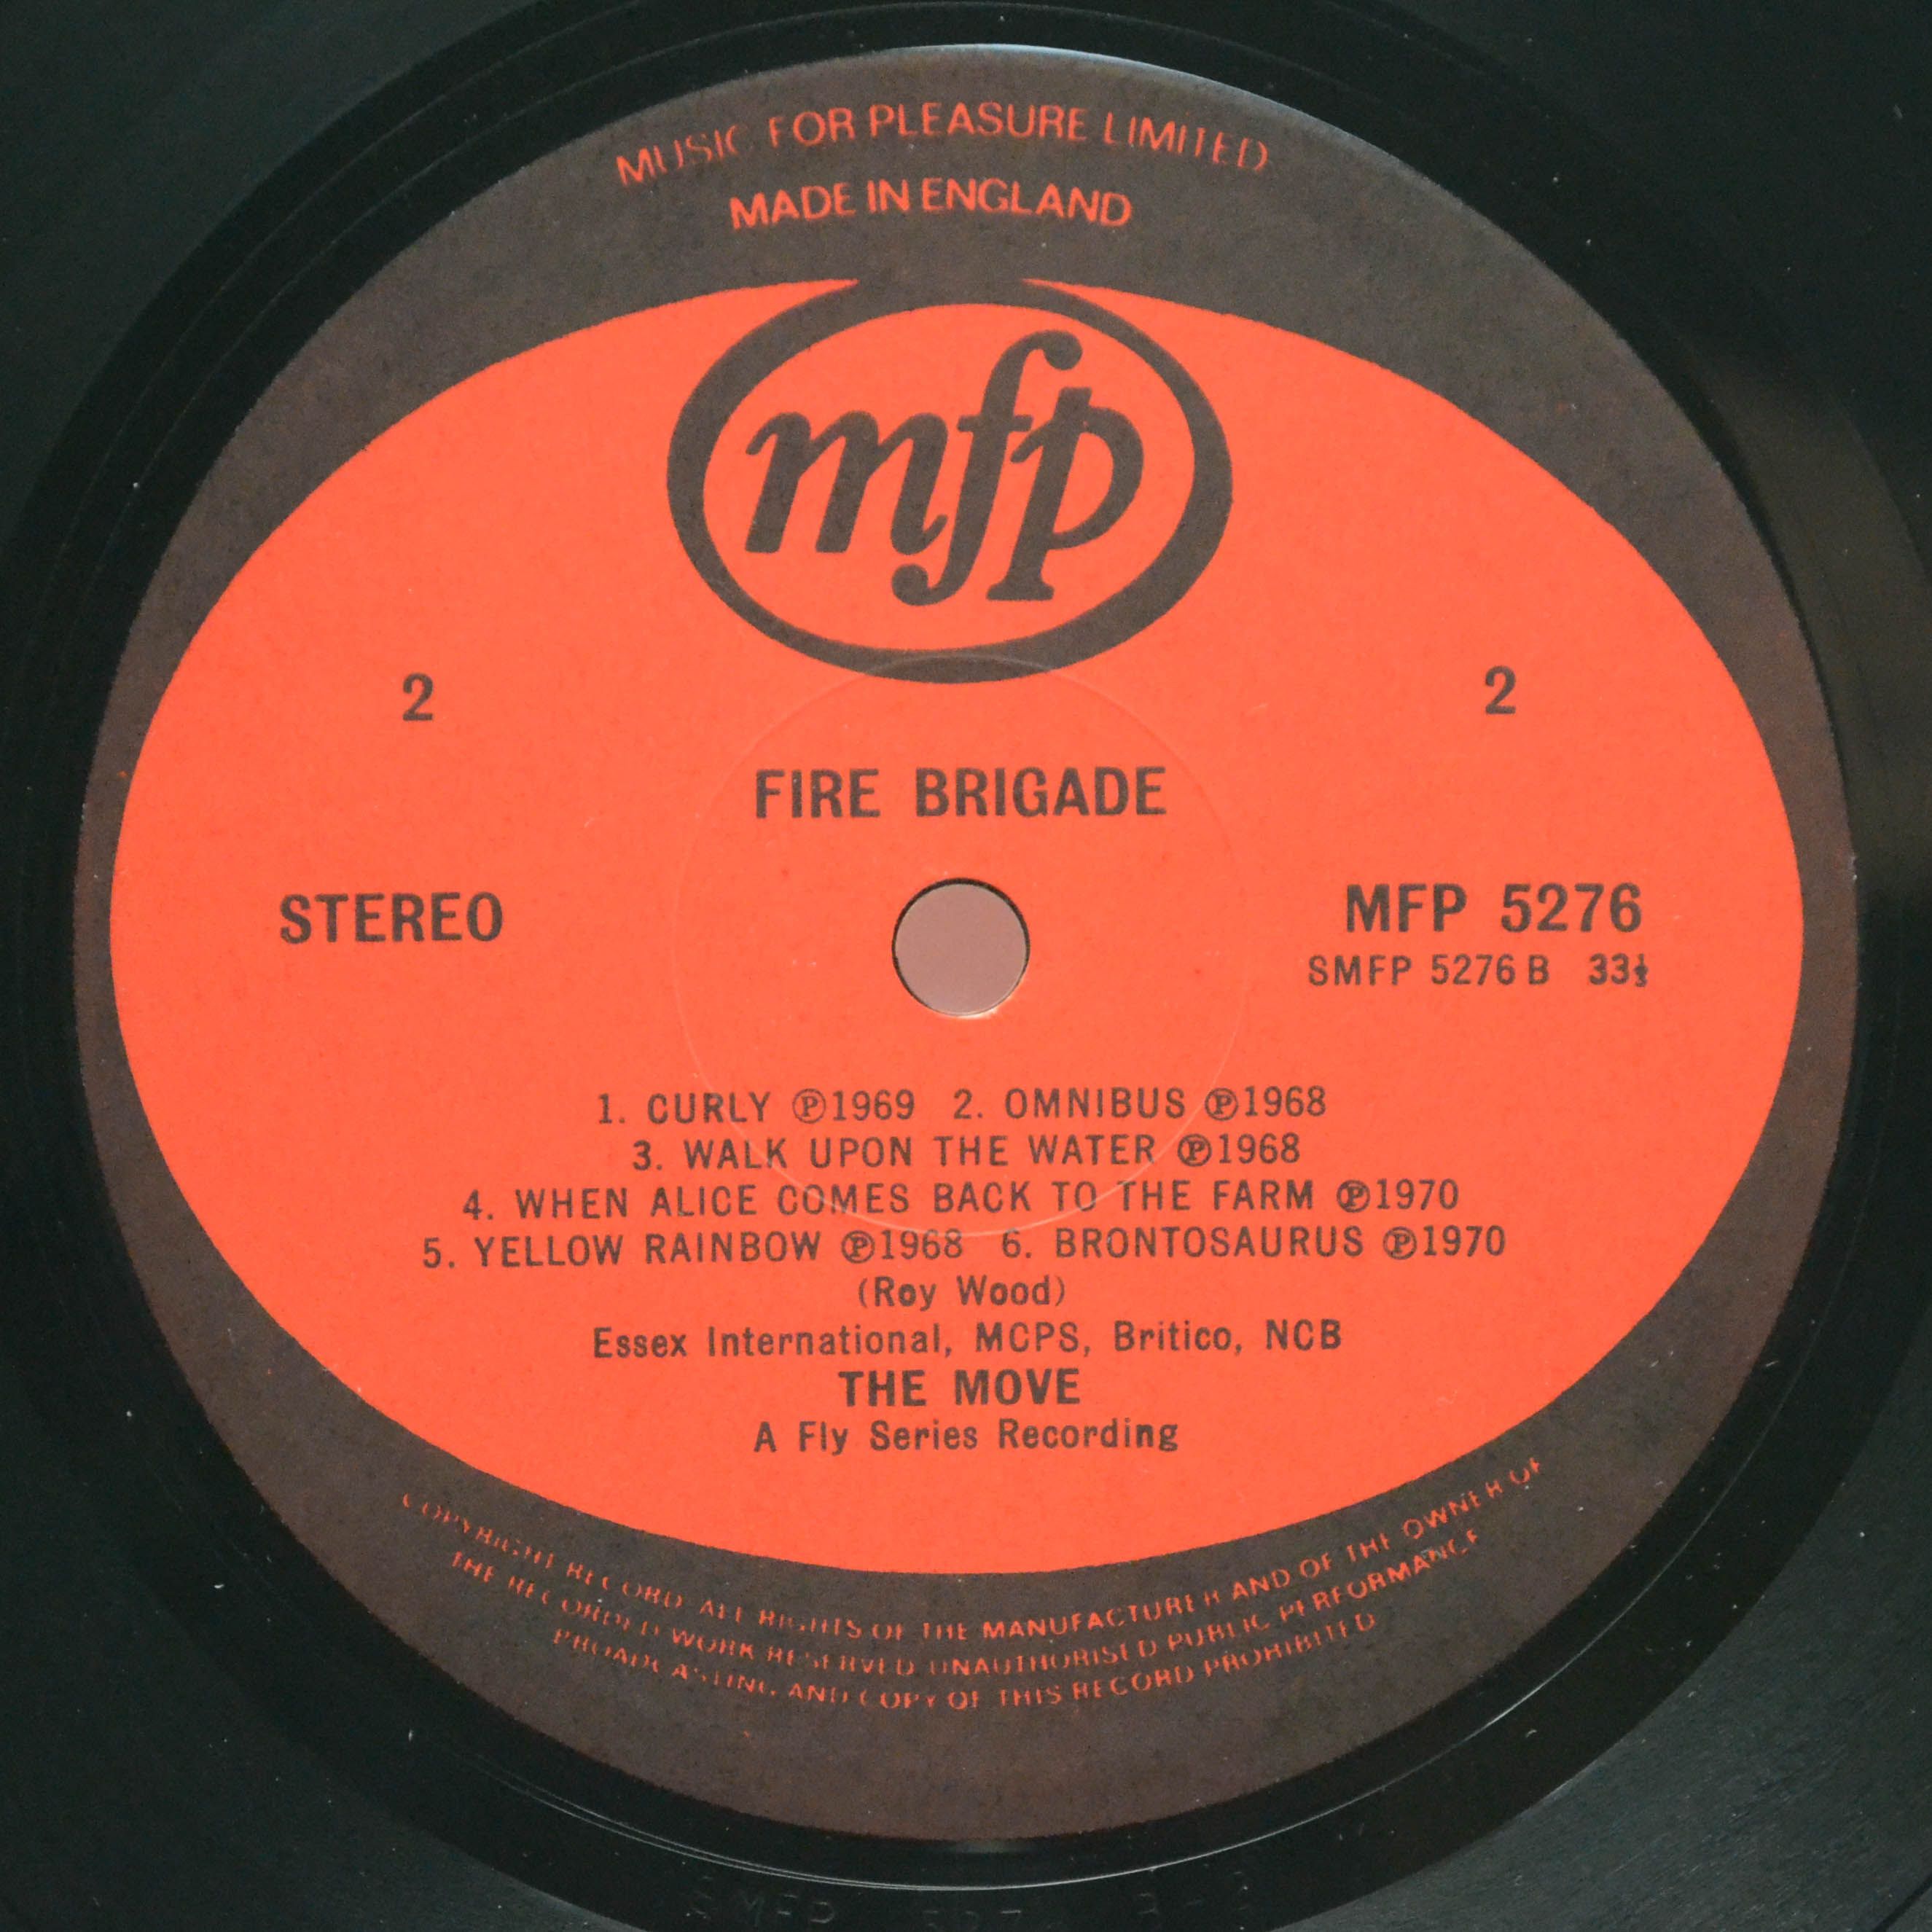 MUSIC FOR PLEASURE LIMITED
MADE IN ENGLAND
mfp
2 2
FIRE BRIGADE
STEREO MFP 5276
SMFP 5276 B 33⅓
1. CURLY ℗1969 2. OMNIBUS ℗1968
3. WALK UPON THE WATER ℗1968
4. WHEN ALICE COMES BACK TO THE FARM ℗1970
5. YELLOW RAINBOW ℗1968 6. BRONTOSAURUS ℗1970
(Roy Wood)
Essex International, MCPS, Britico, NCB
THE MOVE
A Fly Series Recording
COPYRIGHT RECORD ALL RIGHTS OF THE MANUFACTURER AND OF THE OWNER OF
THE RECORDED WORK RESERVED UNAUTHORISED PUBLIC PERFORMANCE
BROADCASTING AND COPY OF THIS RECORD PROHIBITED
SMFP